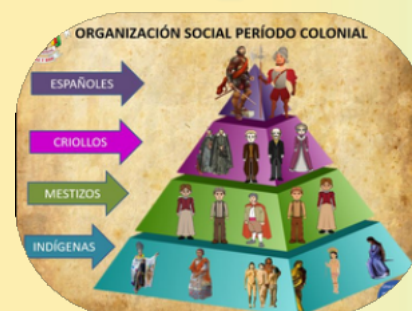 ORGANIZACIÓN SOCIAL PERÍODO COLONIAL
ESPAÑOLES
CRIOLLOS
MESTIZOS
INDÍGENAS